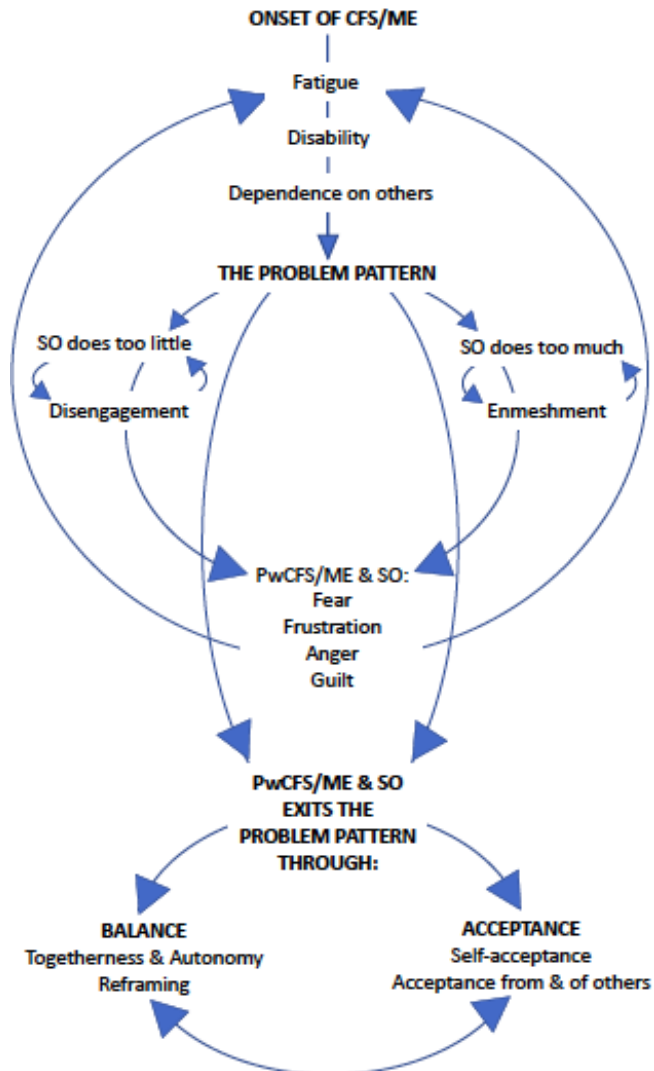 ONSET OF CFS/ME
Fatigue
Disability
Dependence on others
THE PROBLEM PATTERN
SO does too little
Disengagement
SO does too much
Enmeshment
PwCFS/ME & SO:
Fear
Frustration
Anger
Guilt
PwCFS/ME & SO
EXITS THE
PROBLEM PATTERN
THROUGH:
BALANCE
Togetherness & Autonomy
Reframing
ACCEPTANCE
Self-acceptance
Acceptance from & of others